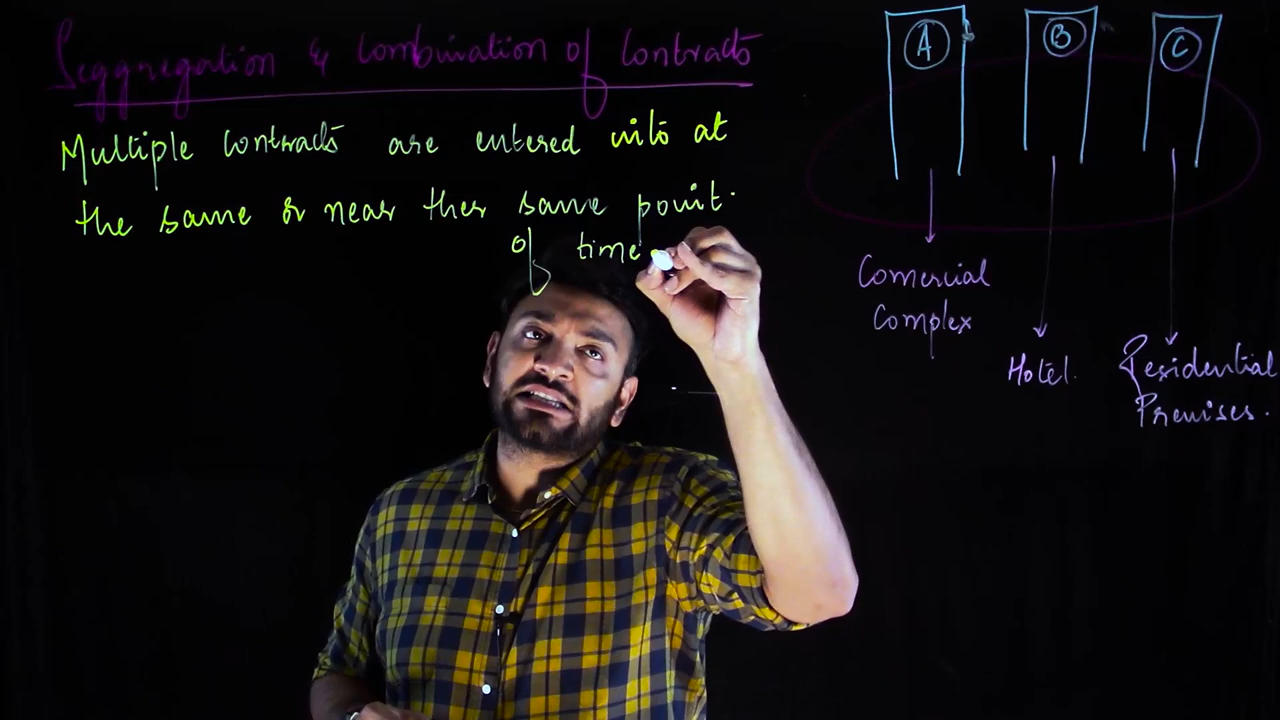 Seggregation & combination of Contracts
Multiple contracts are entered into at
the same or near ther same point.
of time
A
B
C
Comercial
Complex
Hotel.
Residential
Premises.